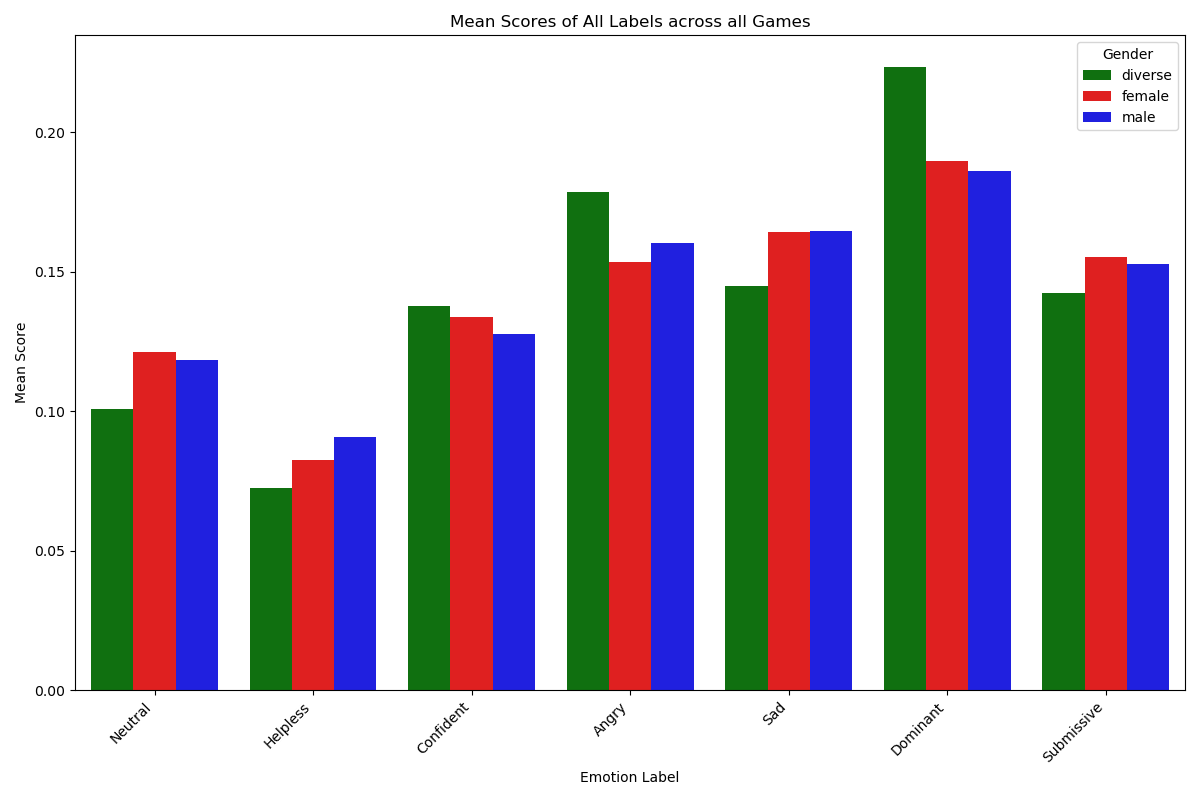 Mean Scores of All Labels across all Games
Gender
diverse
female
male
Mean Score
0.20
0.15
0.10
0.05
0.00
Neutral
Helpless
Confident
Angry
Sad
Dominant
Submissive
Emotion Label